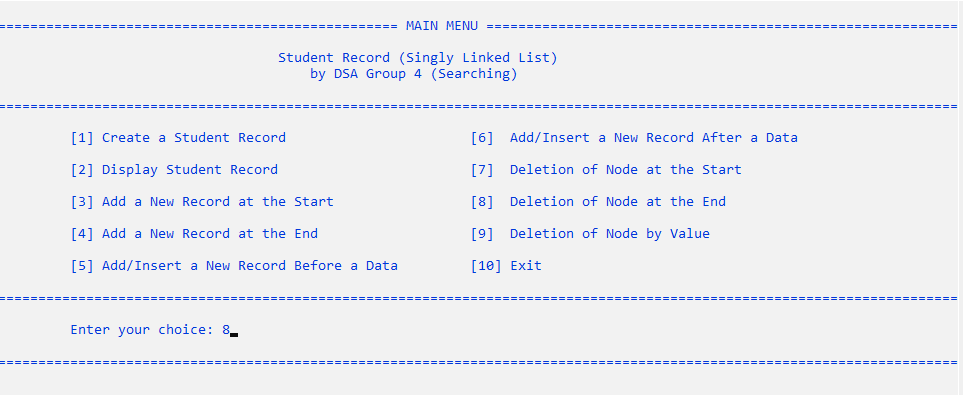 MAIN MENU
Student Record (Singly Linked List)
by DSA Group 4 (Searching)
[1] Create a Student Record [6] Add/Insert a New Record After a Data
[2] Display Student Record [7] Deletion of Node at the Start
[3] Add a New Record at the Start [8] Deletion of Node at the End
[4] Add a New Record at the End [9] Deletion of Node by Value
[5] Add/Insert a New Record Before a Data [10] Exit
Enter your choice: 8